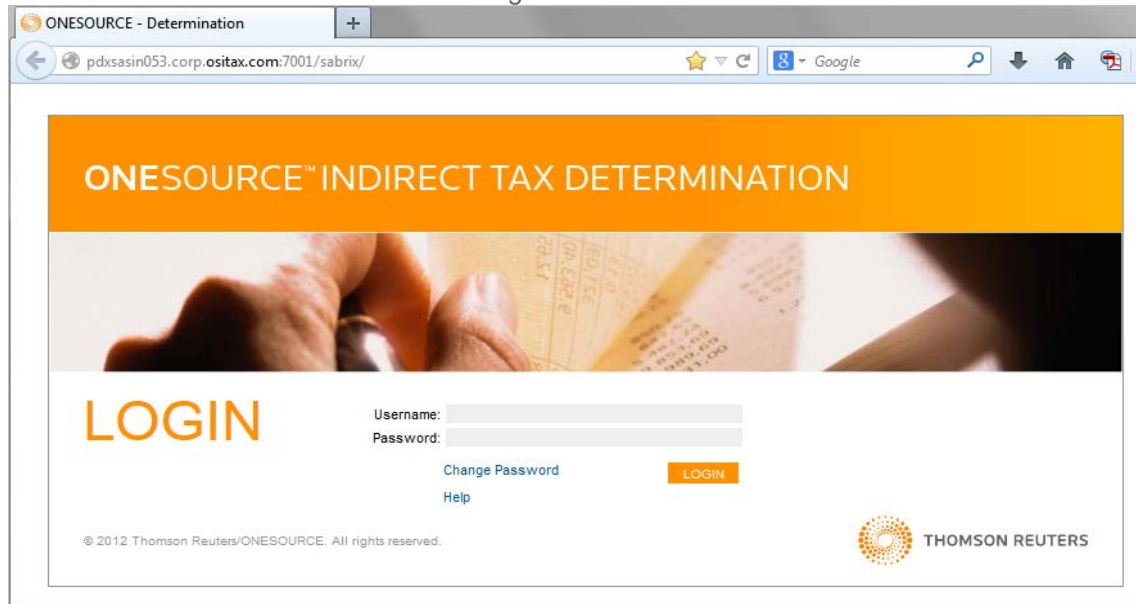 ONESOURCE - Determination
pdxsasin053.corp.ositax.com:7001/sabrix/
Google
ONESOURCE™ INDIRECT TAX DETERMINATION
LOGIN
Username:
Password:
Change Password
LOGIN
Help
© 2012 Thomson Reuters/ONESOURCE. All rights reserved.
THOMSON REUTERS